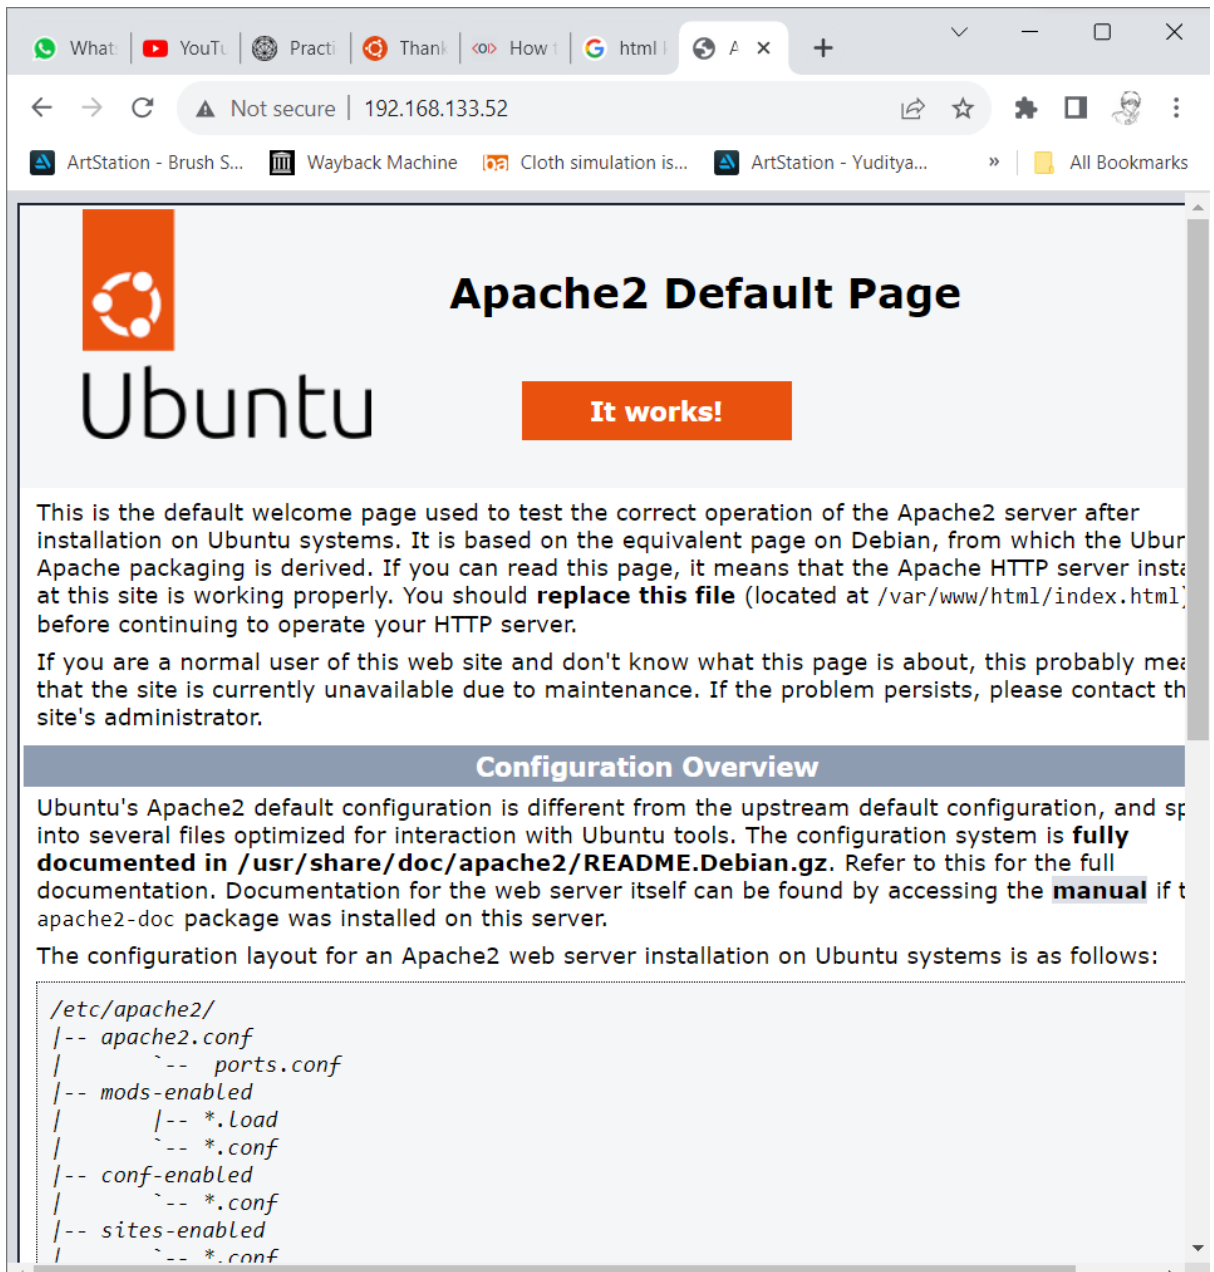 What
YouTu
Practi
Thank
How t
html
A
Not secure
192.168.133.52
ArtStation - Brush S...
Wayback Machine
Cloth simulation is...
ArtStation - Yuditya...
»
All Bookmarks
Ubuntu
Apache2 Default Page
It works!
This is the default welcome page used to test the correct operation of the Apache2 server after
installation on Ubuntu systems. It is based on the equivalent page on Debian, from which the Ubun
Apache packaging is derived. If you can read this page, it means that the Apache HTTP server insta
at this site is working properly. You should replace this file (located at /var/www/html/index.html)
before continuing to operate your HTTP server.
If you are a normal user of this web site and don't know what this page is about, this probably mea
that the site is currently unavailable due to maintenance. If the problem persists, please contact th
site's administrator.
Configuration Overview
Ubuntu's Apache2 default configuration is different from the upstream default configuration, and sp
into several files optimized for interaction with Ubuntu tools. The configuration system is fully
documented in /usr/share/doc/apache2/README.Debian.gz. Refer to this for the full
documentation. Documentation for the web server itself can be found by accessing the manual if t
apache2-doc package was installed on this server.
The configuration layout for an Apache2 web server installation on Ubuntu systems is as follows:
/etc/apache2/
|-- apache2.conf
|       `--  ports.conf
|-- mods-enabled
|       |-- *.load
|       `-- *.conf
|-- conf-enabled
|       `-- *.conf
|-- sites-enabled
|       `-- *.conf